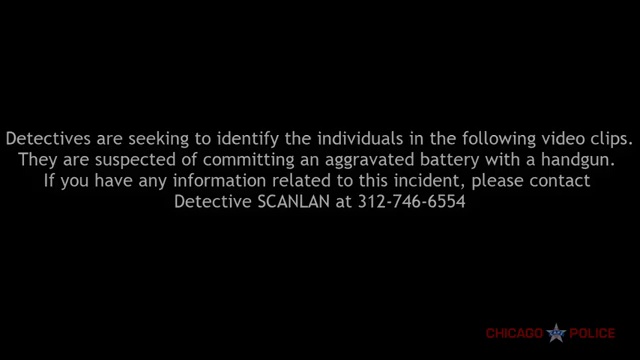 Detectives are seeking to identify the individuals in the following video clips.
They are suspected of committing an aggravated battery with a handgun.
If you have any information related to this incident, please contact
Detective SCANLAN at 312-746-6554
CHICAGO POLICE